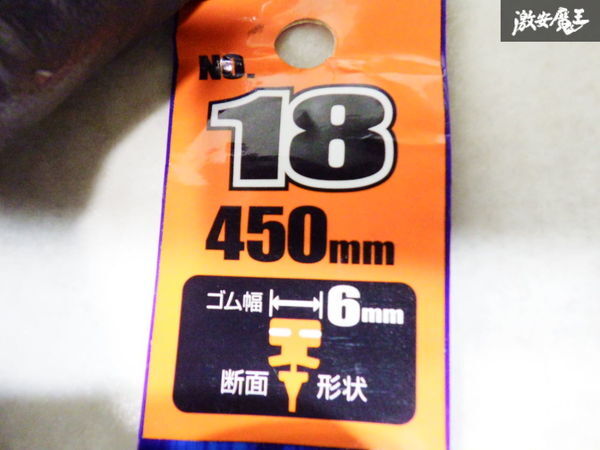 激安魔王
NO.
18
450mm
ゴム幅 6mm
断面 形状